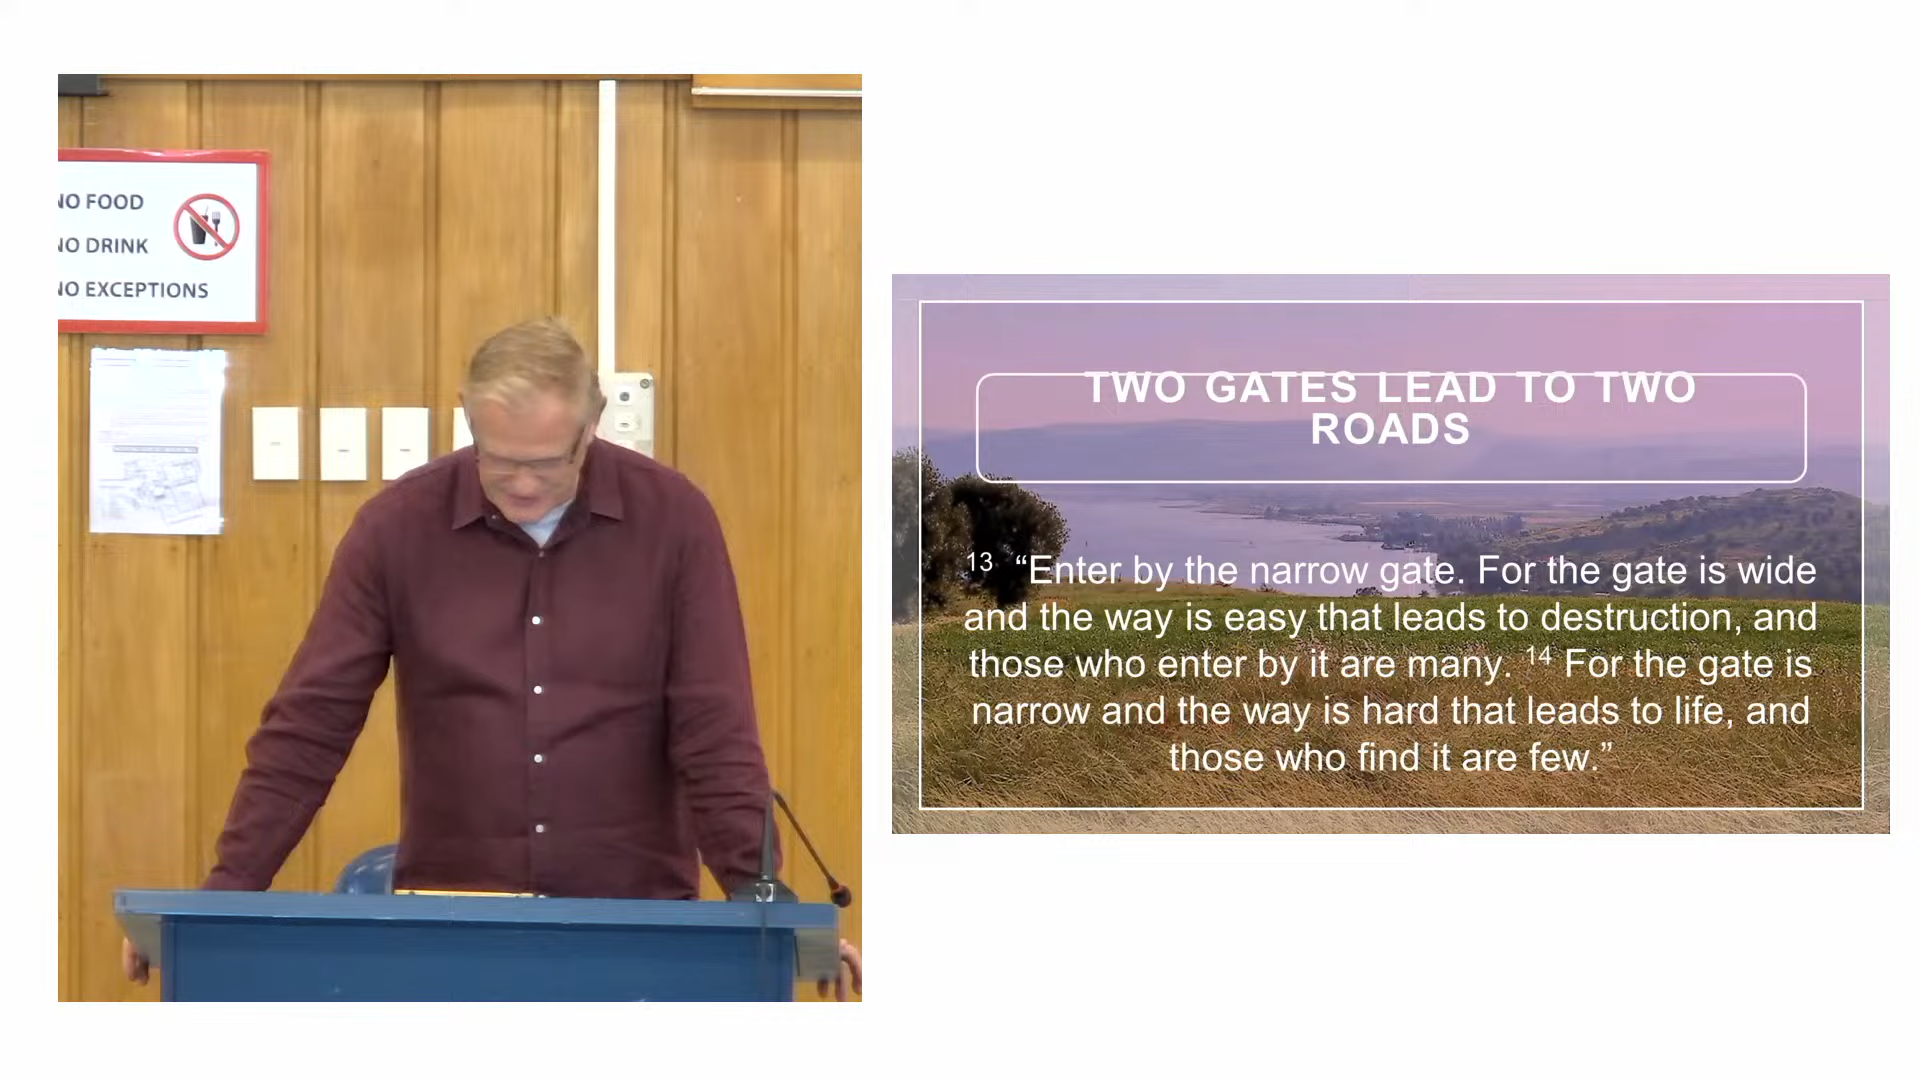 NO FOOD
NO DRINK
NO EXCEPTIONS
TWO GATES LEAD TO TWO
ROADS
13 “Enter by the narrow gate. For the gate is wide
and the way is easy that leads to destruction, and
those who enter by it are many. 14 For the gate is
narrow and the way is hard that leads to life, and
those who find it are few.”